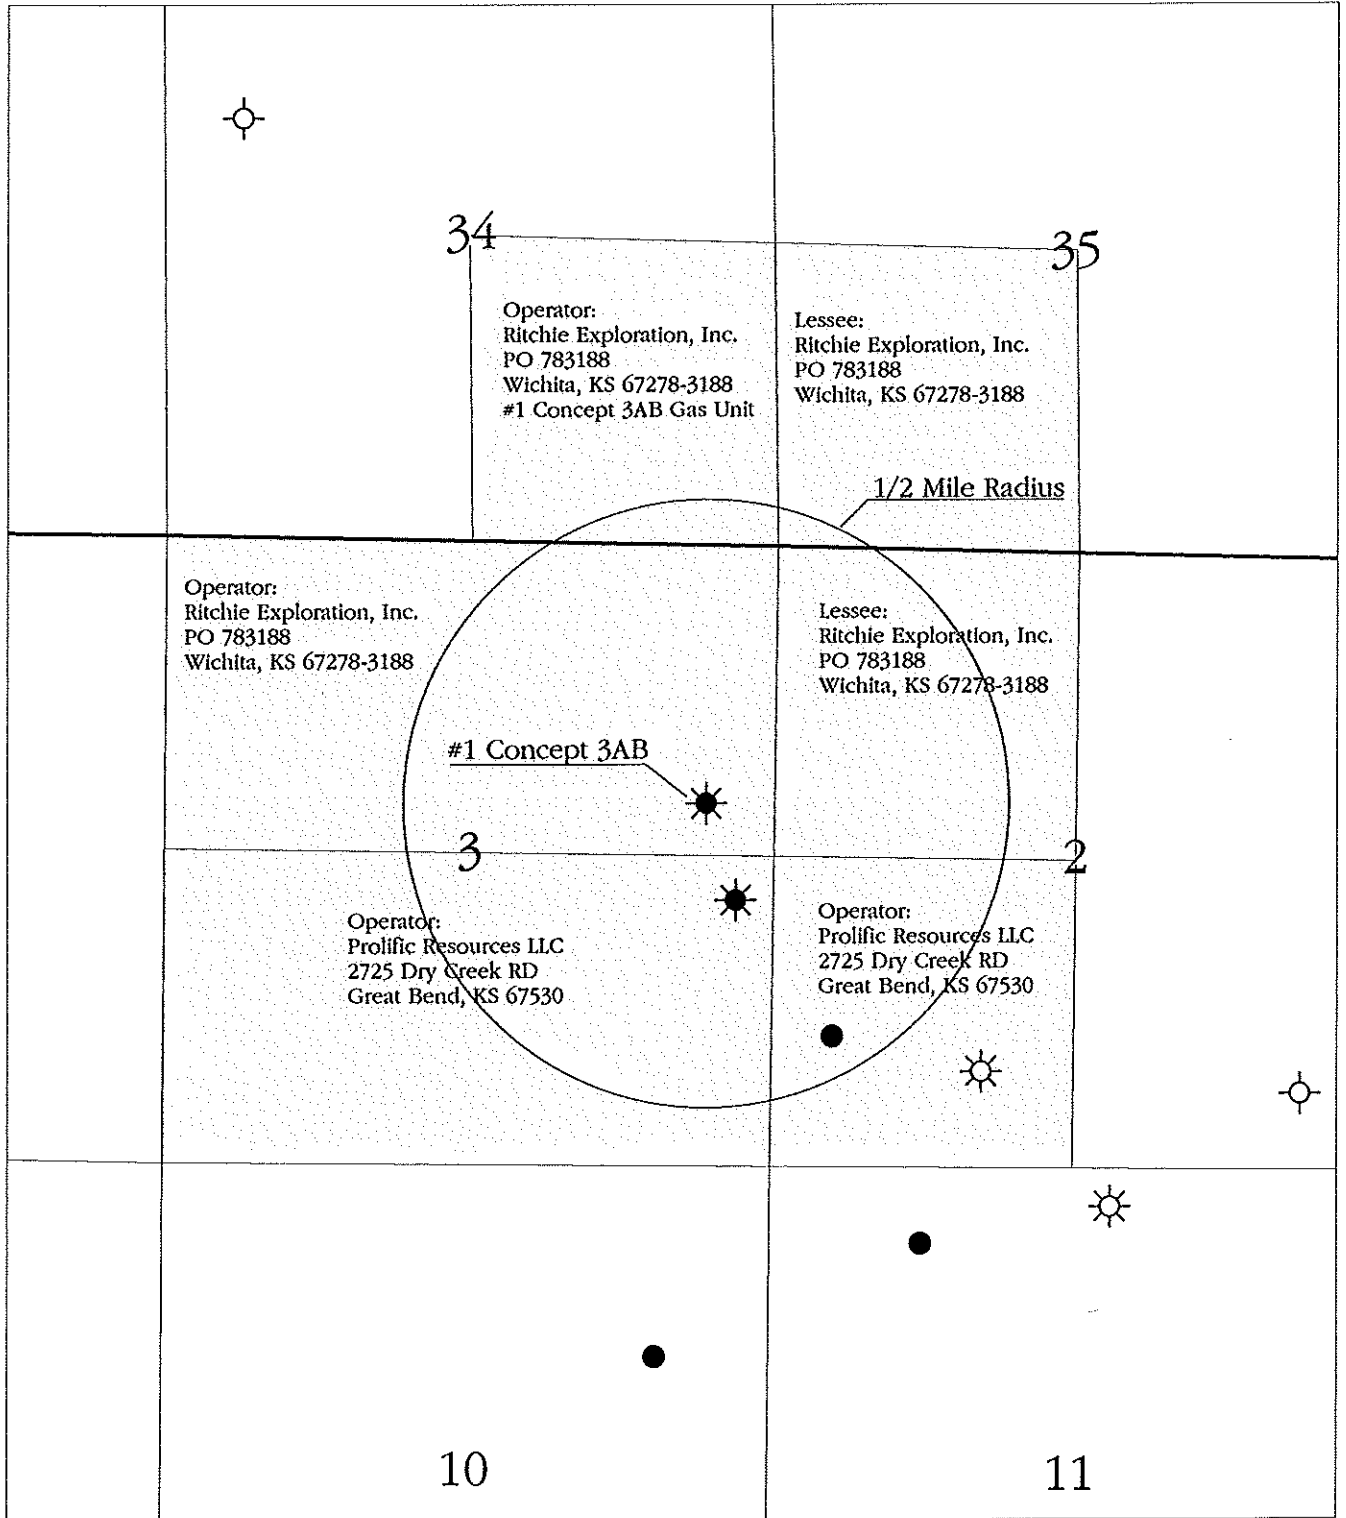 34
35
Operator:
Ritchie Exploration, Inc.
PO 783188
Wichita, KS 67278-3188
#1 Concept 3AB Gas Unit
Lessee:
Ritchie Exploration, Inc.
PO 783188
Wichita, KS 67278-3188
1/2 Mile Radius
Operator:
Ritchie Exploration, Inc.
PO 783188
Wichita, KS 67278-3188
Lessee:
Ritchie Exploration, Inc.
PO 783188
Wichita, KS 67278-3188
#1 Concept 3AB
3
2
Operator:
Prolific Resources LLC
2725 Dry Creek RD
Great Bend, KS 67530
Operator:
Prolific Resources LLC
2725 Dry Creek RD
Great Bend, KS 67530
10
11